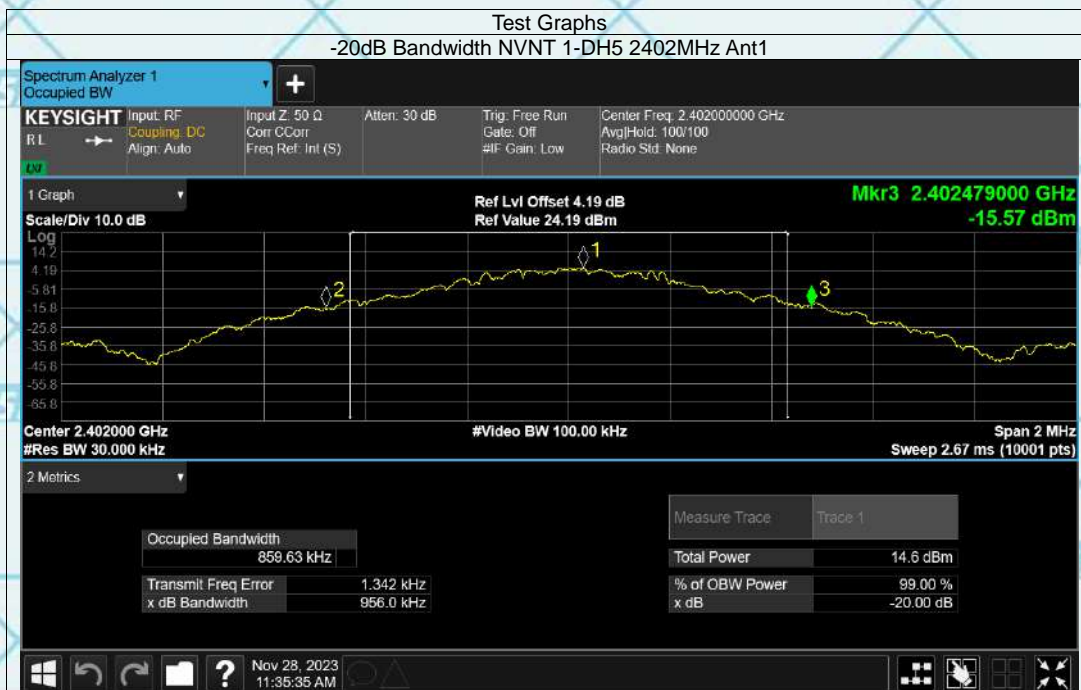 Test Graphs
-20dB Bandwidth NVNT 1-DH5 2402MHz Ant1
Spectrum Analyzer 1
Occupied BW
+
KEYSIGHT
RL
LXI
Input: RF
Coupling: DC
Align: Auto
Input Z: 50 Ω
Corr CCorr
Freq Ref: Int (S)
Atten: 30 dB
Trig: Free Run
Gate: Off
#IF Gain: Low
Center Freq: 2.402000000 GHz
Avg|Hold: 100/100
Radio Std: None
1 Graph
Scale/Div 10.0 dB
Ref Lvl Offset 4.19 dB
Ref Value 24.19 dBm
Mkr3 2.402479000 GHz
-15.57 dBm
Log
14.2
4.19
-5.81
-15.8
-25.8
-35.8
-45.8
-55.8
-65.8
1
2
3
Center 2.402000 GHz
#Video BW 100.00 kHz
Span 2 MHz
#Res BW 30.000 kHz
Sweep 2.67 ms (10001 pts)
2 Metrics
Measure Trace
Trace 1
Occupied Bandwidth
859.63 kHz
Total Power 14.6 dBm
Transmit Freq Error 1.342 kHz
% of OBW Power 99.00 %
x dB Bandwidth 956.0 kHz
x dB -20.00 dB
?
Nov 28, 2023
11:35:35 AM